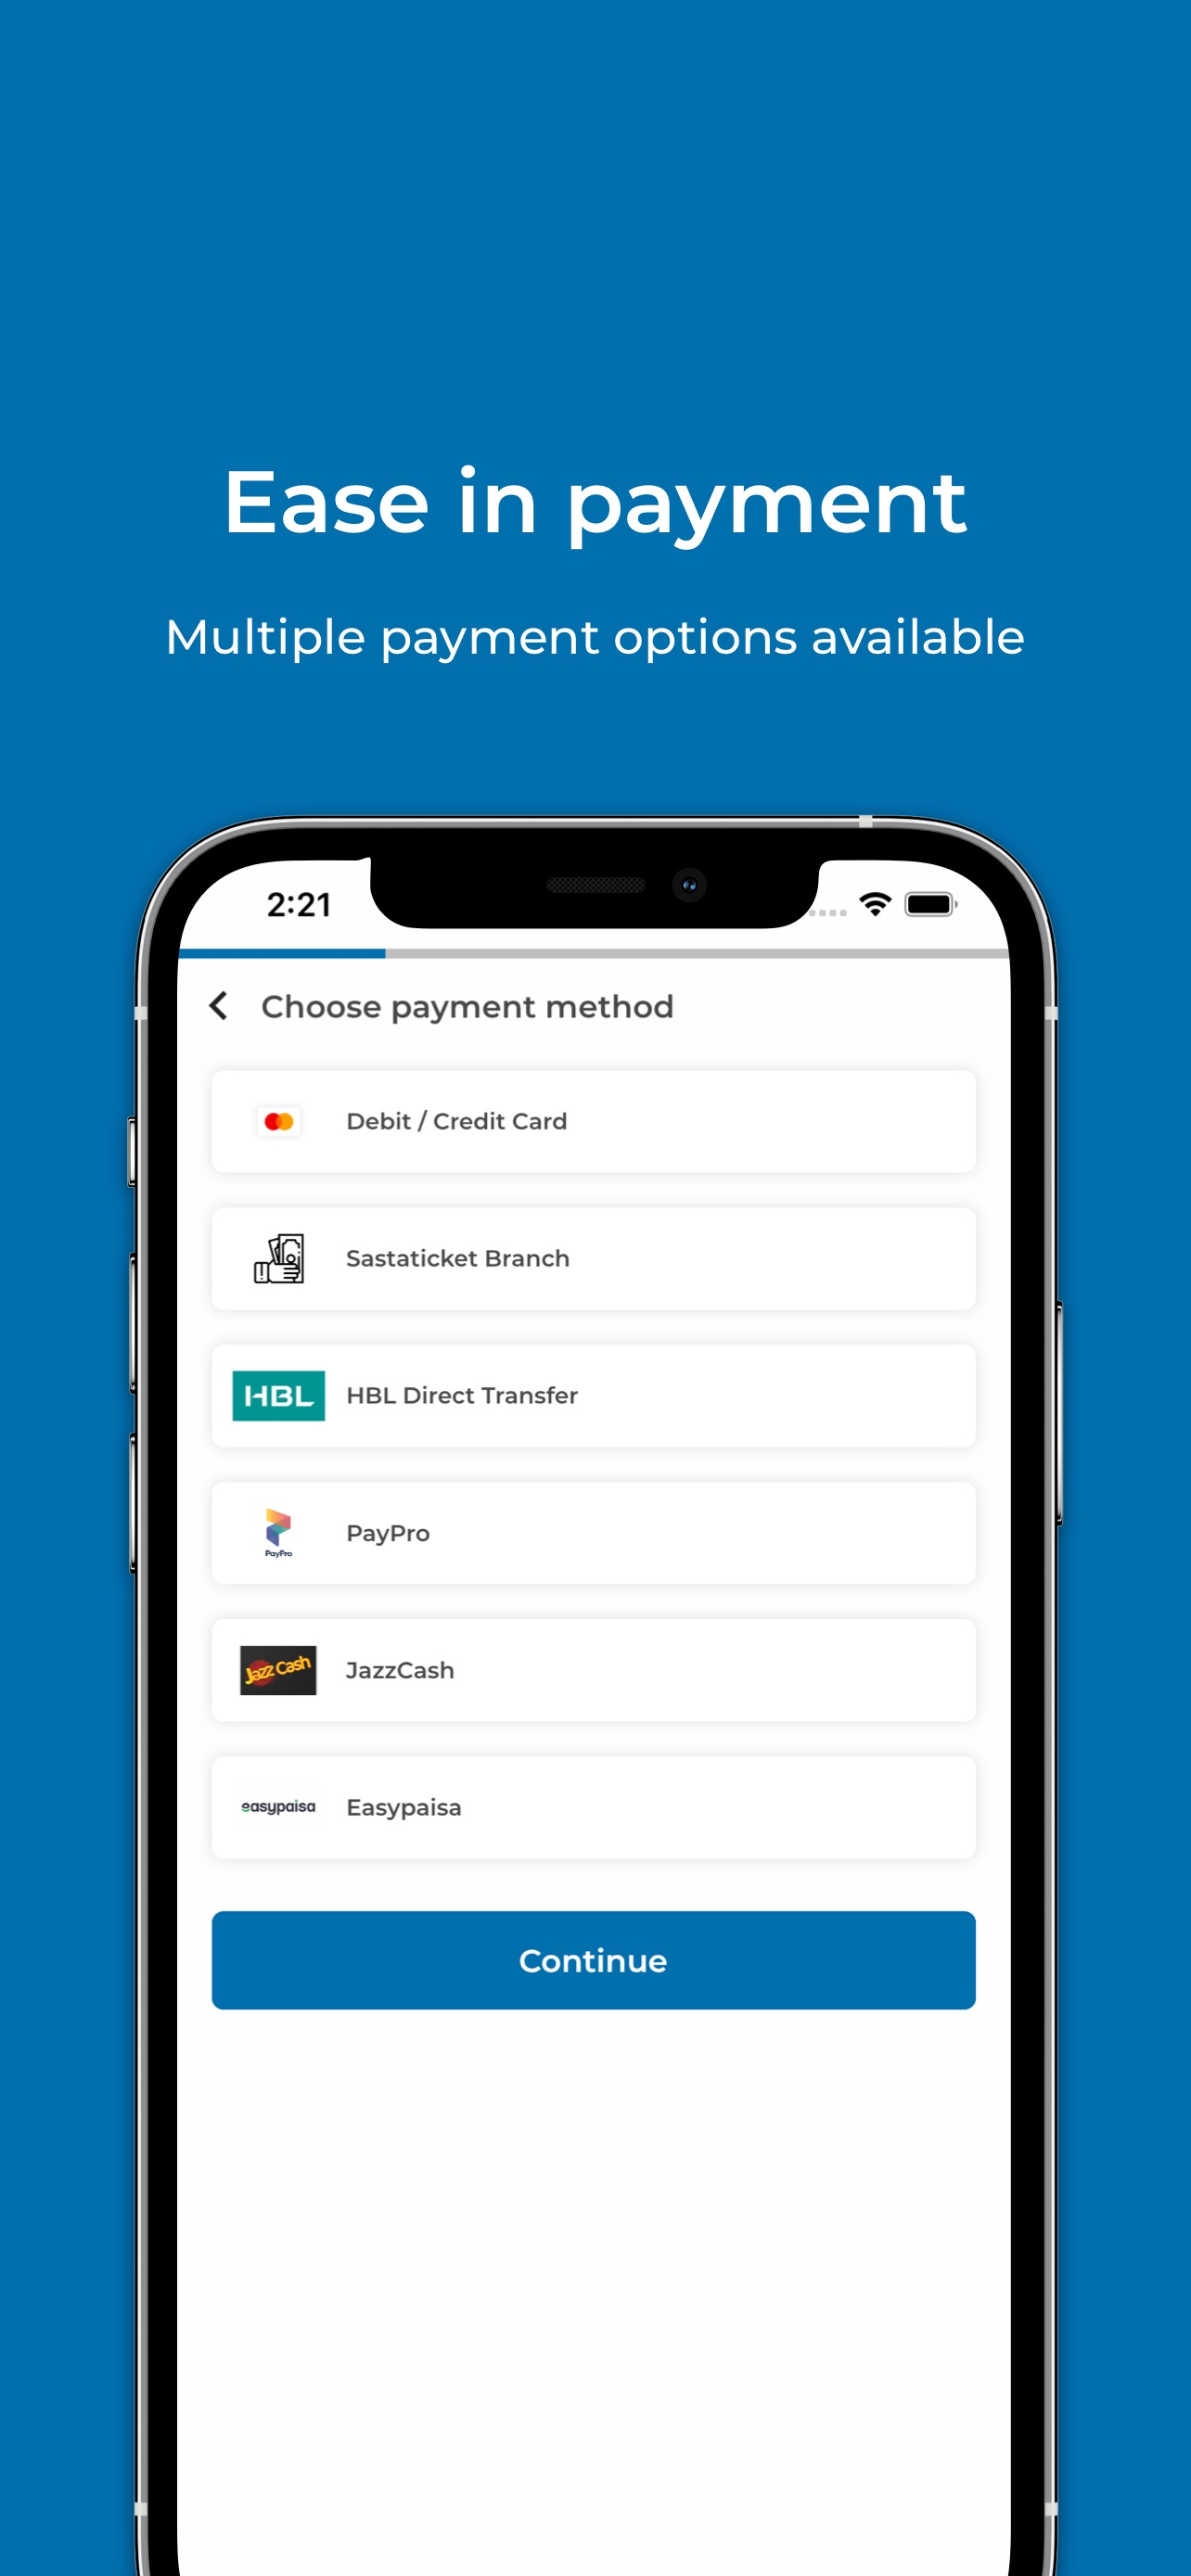 Ease in payment
Multiple payment options available
2:21
Choose payment method
Debit / Credit Card
Sastaticket Branch
HBL HBL Direct Transfer
PayPro
PayPro
Jazz Cash JazzCash
easypaisa Easypaisa
Continue